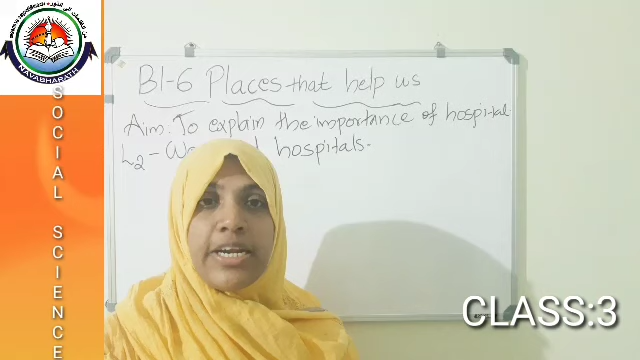 B1-6 Places that help us
Aim: To explain the importance of hospital.
L2 - hospitals.
NAVABHARATH
SOCIAL SCIENCE
CLASS:3